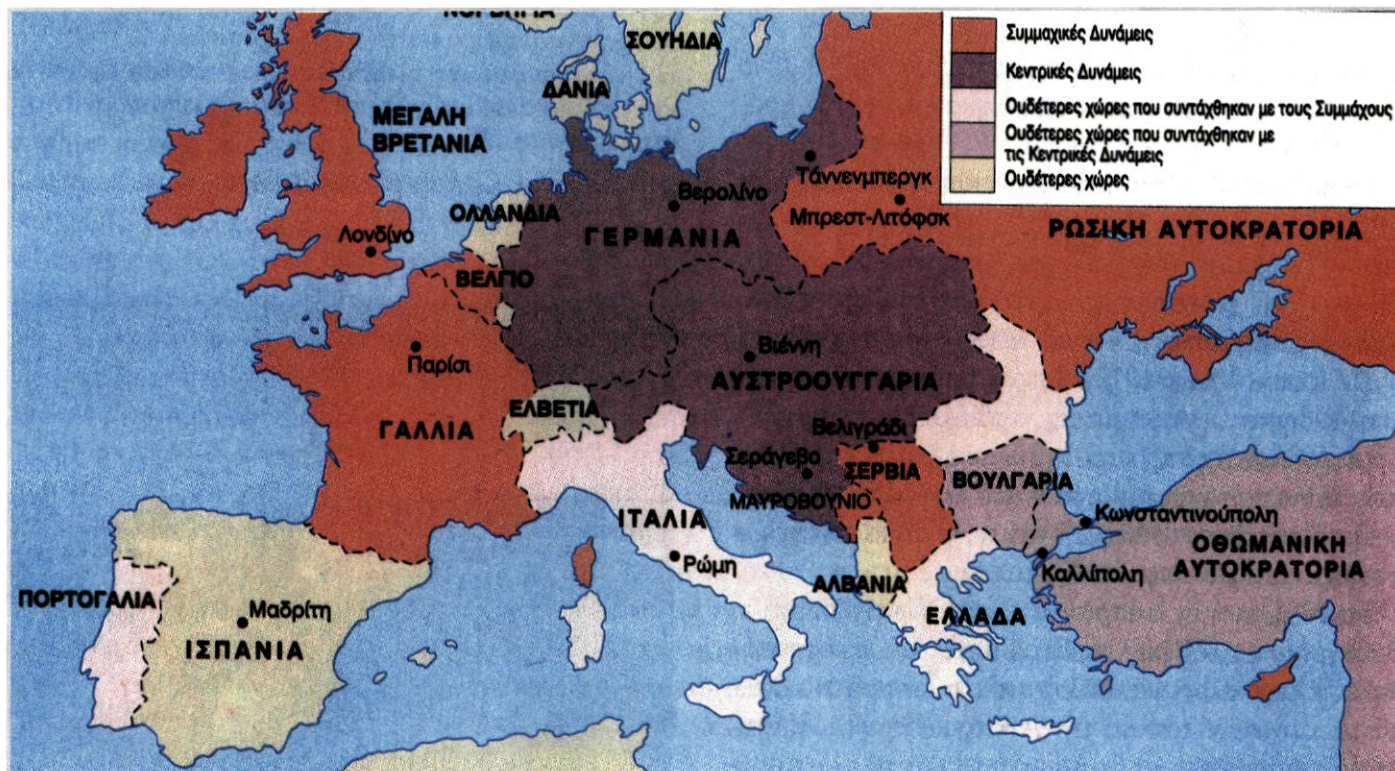 ΝΟΡΒΗΓΙΑ
ΣΟΥΗΔΙΑ
ΔΑΝΙΑ
ΜΕΓΑΛΗ
ΒΡΕΤΑΝΙΑ
Λονδίνο
ΟΛΛΑΝΔΙΑ
ΒΕΛΓΙΟ
Βερολίνο
ΓΕΡΜΑΝΙΑ
Τάννενμπεργκ
Μπρεστ-Λιτόφσκ
ΡΩΣΙΚΗ ΑΥΤΟΚΡΑΤΟΡΙΑ
Παρίσι
ΓΑΛΛΙΑ
ΕΛΒΕΤΙΑ
Βιέννη
ΑΥΣΤΡΟΟΥΓΓΑΡΙΑ
Βελιγράδι
Σεράγεβο
ΣΕΡΒΙΑ
ΜΑΥΡΟΒΟΥΝΙΟ
ΒΟΥΛΓΑΡΙΑ
Κωνσταντινούπολη
ΟΘΩΜΑΝΙΚΗ
ΑΥΤΟΚΡΑΤΟΡΙΑ
Καλλίπολη
ΙΤΑΛΙΑ
Ρώμη
ΑΛΒΑΝΙΑ
ΕΛΛΑΔΑ
ΠΟΡΤΟΓΑΛΙΑ
Μαδρίτη
ΙΣΠΑΝΙΑ
Συμμαχικές Δυνάμεις
Κεντρικές Δυνάμεις
Ουδέτερες χώρες που συντάχθηκαν με τους Συμμάχους
Ουδέτερες χώρες που συντάχθηκαν με
τις Κεντρικές Δυνάμεις
Ουδέτερες χώρες